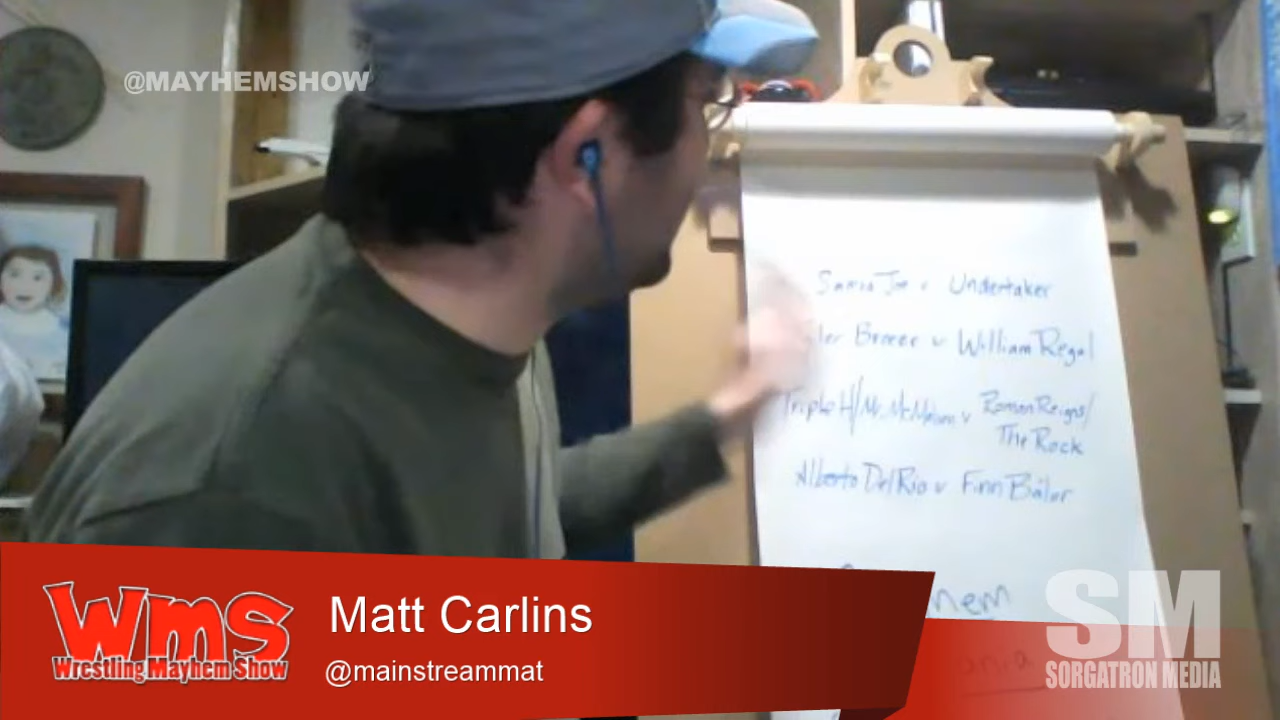 @MAYHEMSHOW
Samoa Joe v Undertaker
v William Regal
Triple H/Mr. McMahon v Roman Reigns/
The Rock
Alberto Del Rio v Finn Bálor
SM
SORGATRON MEDIA
Wms
Wrestling Mayhem Show
Matt Carlins
@mainstreammat